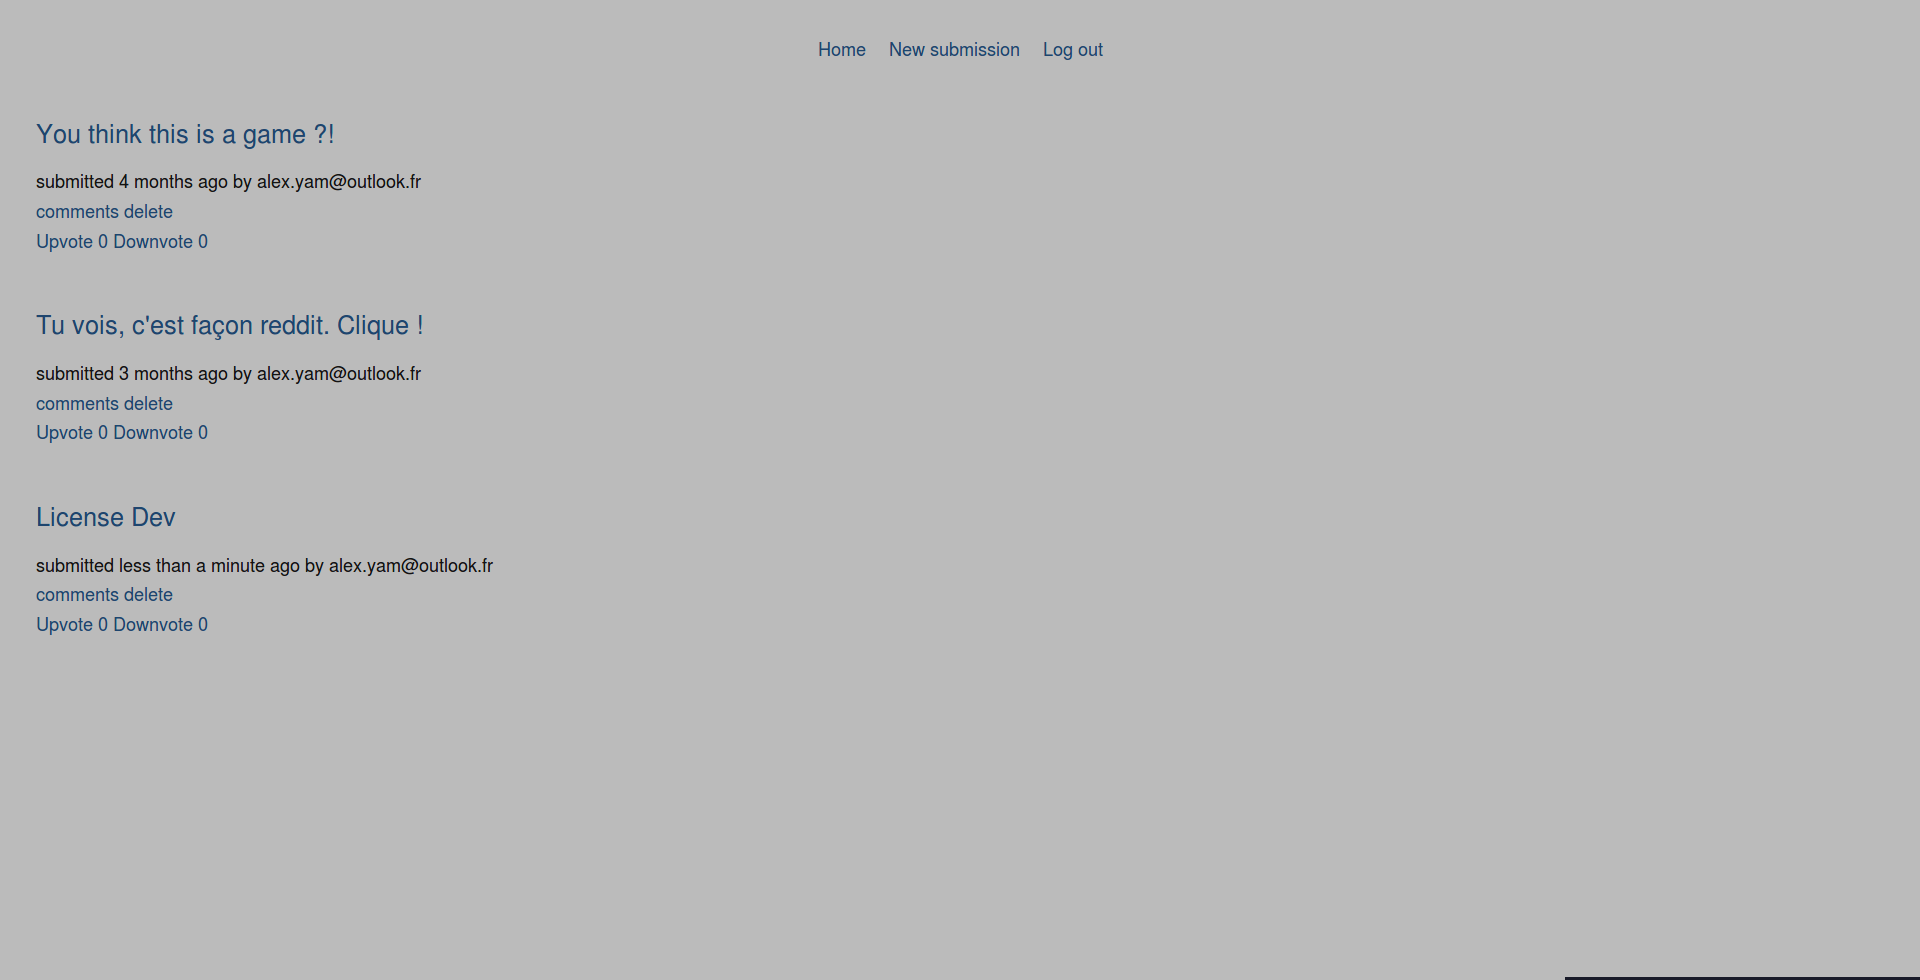 Home New submission Log out
You think this is a game ?!
submitted 4 months ago by alex.yam@outlook.fr
comments delete
Upvote 0 Downvote 0
Tu vois, c'est façon reddit. Clique !
submitted 3 months ago by alex.yam@outlook.fr
comments delete
Upvote 0 Downvote 0
License Dev
submitted less than a minute ago by alex.yam@outlook.fr
comments delete
Upvote 0 Downvote 0